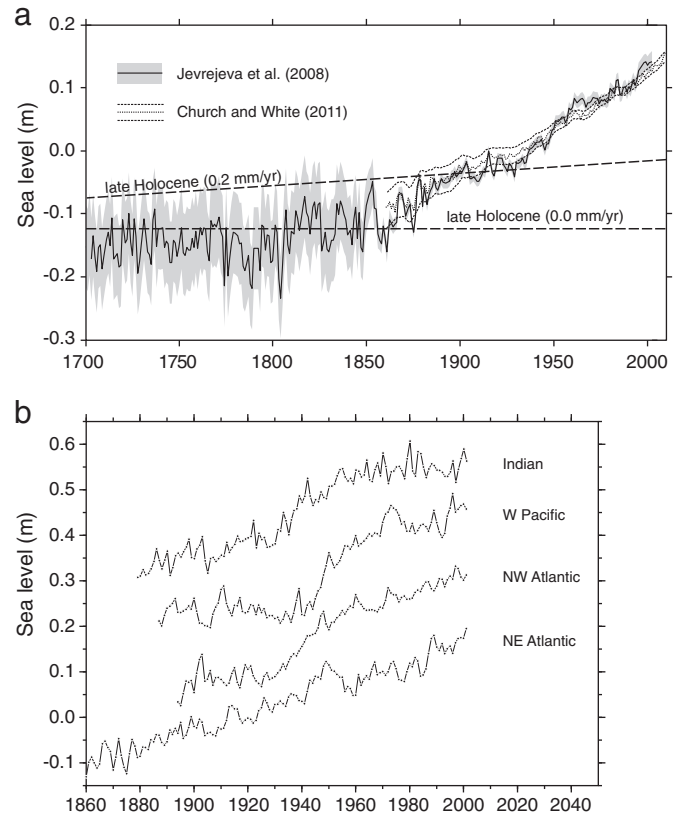 a
0.2
0.1
0.0
-0.1
-0.2
-0.3
Sea level (m)
Jevrejeva et al. (2008)
Church and White (2011)
late Holocene (0.2 mm/yr)
late Holocene (0.0 mm/yr)
1700 1750 1800 1850 1900 1950 2000
b
0.6
0.5
0.4
0.3
0.2
0.1
0.0
-0.1
Sea level (m)
Indian
W Pacific
NW Atlantic
NE Atlantic
1860 1880 1900 1920 1940 1960 1980 2000 2020 2040